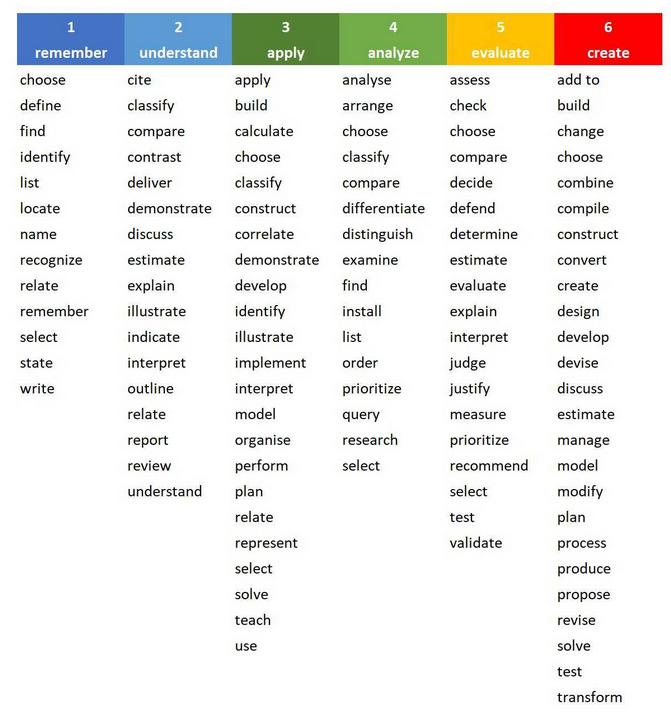 1
remember
choose
define
find
identify
list
locate
name
recognize
relate
remember
select
state
write
2
understand
cite
classify
compare
contrast
deliver
demonstrate
discuss
estimate
explain
illustrate
indicate
interpret
outline
relate
report
review
understand
3
apply
apply
build
calculate
choose
classify
construct
correlate
demonstrate
develop
identify
illustrate
implement
interpret
model
organise
perform
plan
relate
represent
select
solve
teach
use
4
analyze
analyse
arrange
choose
classify
compare
differentiate
distinguish
examine
find
install
list
order
prioritize
query
research
select
5
evaluate
assess
check
choose
compare
decide
defend
determine
estimate
evaluate
explain
interpret
judge
justify
measure
prioritize
recommend
select
test
validate
6
create
add to
build
change
choose
combine
compile
construct
convert
create
design
develop
devise
discuss
estimate
manage
model
modify
plan
process
produce
propose
revise
solve
test
transform